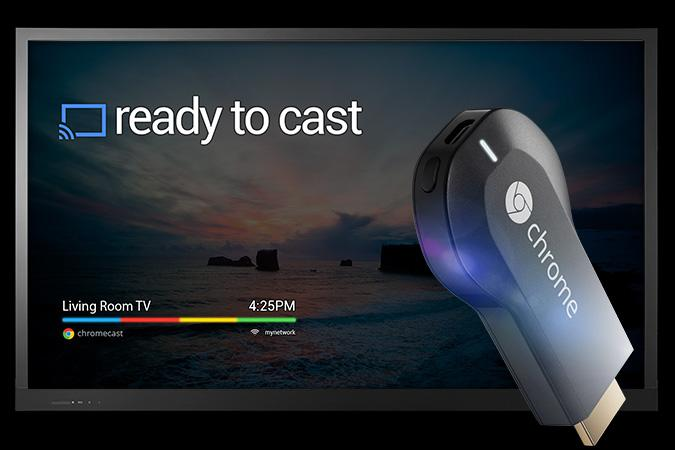 ready to cast
chrome
Living Room TV 4:25PM
chromecast mynetwork